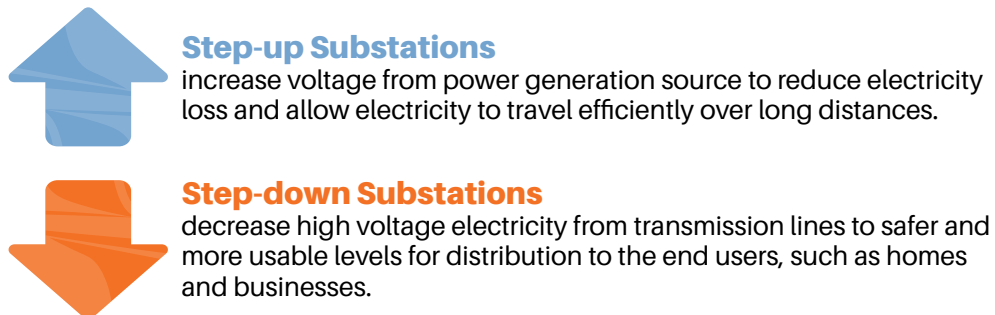 Step-up Substations
increase voltage from power generation source to reduce electricity
loss and allow electricity to travel efficiently over long distances.
Step-down Substations
decrease high voltage electricity from transmission lines to safer and
more usable levels for distribution to the end users, such as homes
and businesses.